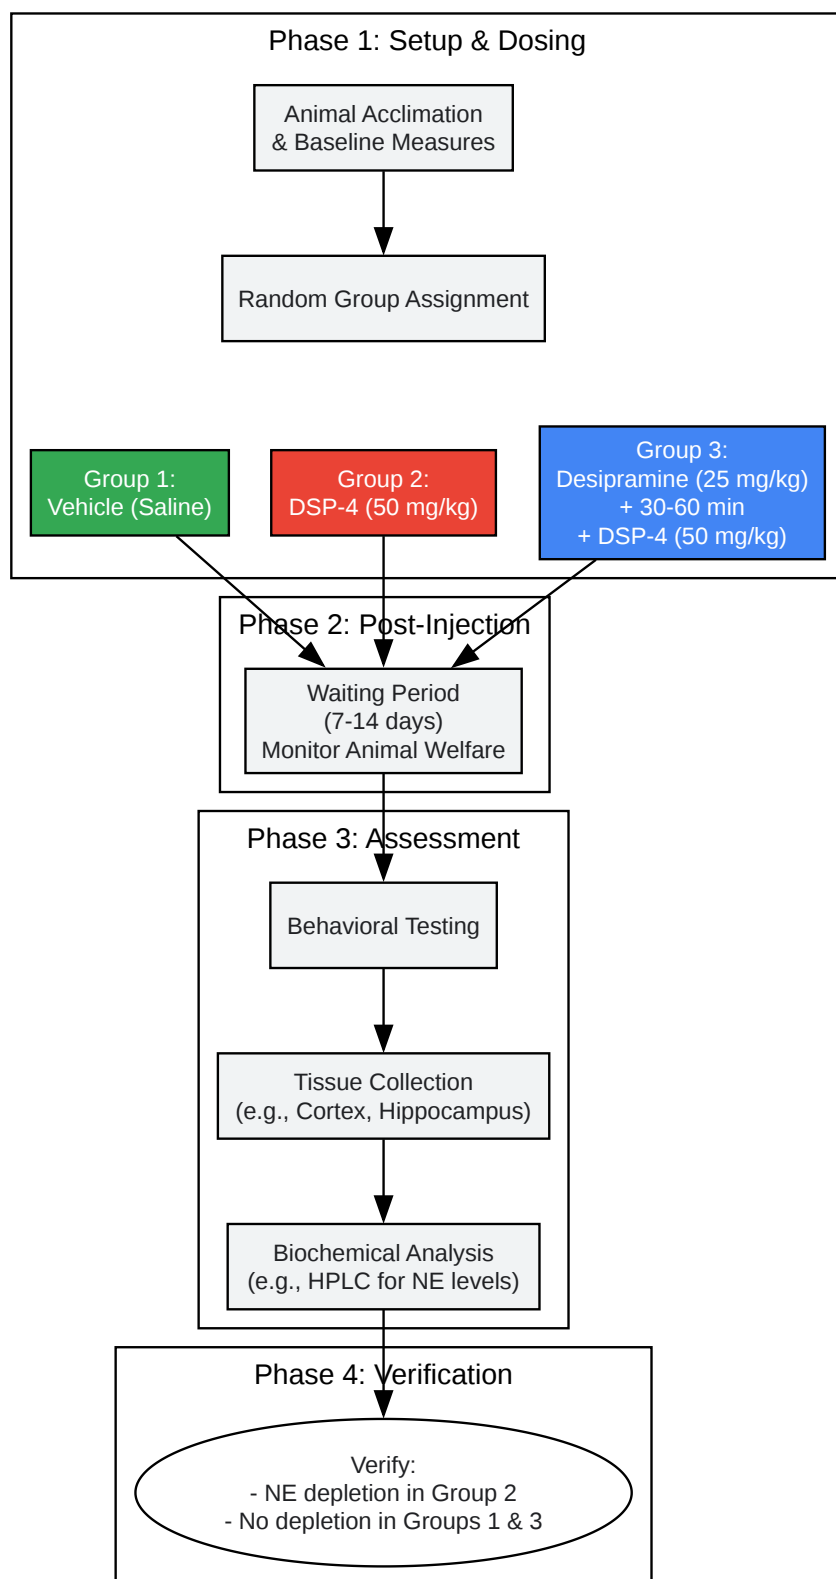 Phase 1: Setup & Dosing
Animal Acclimation
& Baseline Measures
Random Group Assignment
Group 1:
Vehicle (Saline)
Group 2:
DSP-4 (50 mg/kg)
Group 3:
Desipramine (25 mg/kg)
+ 30-60 min
+ DSP-4 (50 mg/kg)
Phase 2: Post-Injection
Waiting Period
(7-14 days)
Monitor Animal Welfare
Phase 3: Assessment
Behavioral Testing
Tissue Collection
(e.g., Cortex, Hippocampus)
Biochemical Analysis
(e.g., HPLC for NE levels)
Phase 4: Verification
Verify:
- NE depletion in Group 2
- No depletion in Groups 1 & 3